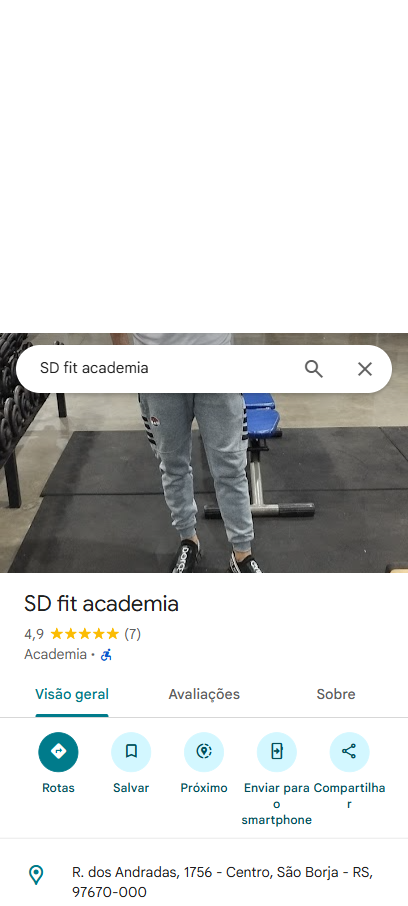 SD fit academia
SD fit academia
4,9 (7)
Academia •
Visão geral Avaliações Sobre
Rotas Salvar Próximo Enviar para o smartphone Compartilhar
R. dos Andradas, 1756 - Centro, São Borja - RS,
97670-000